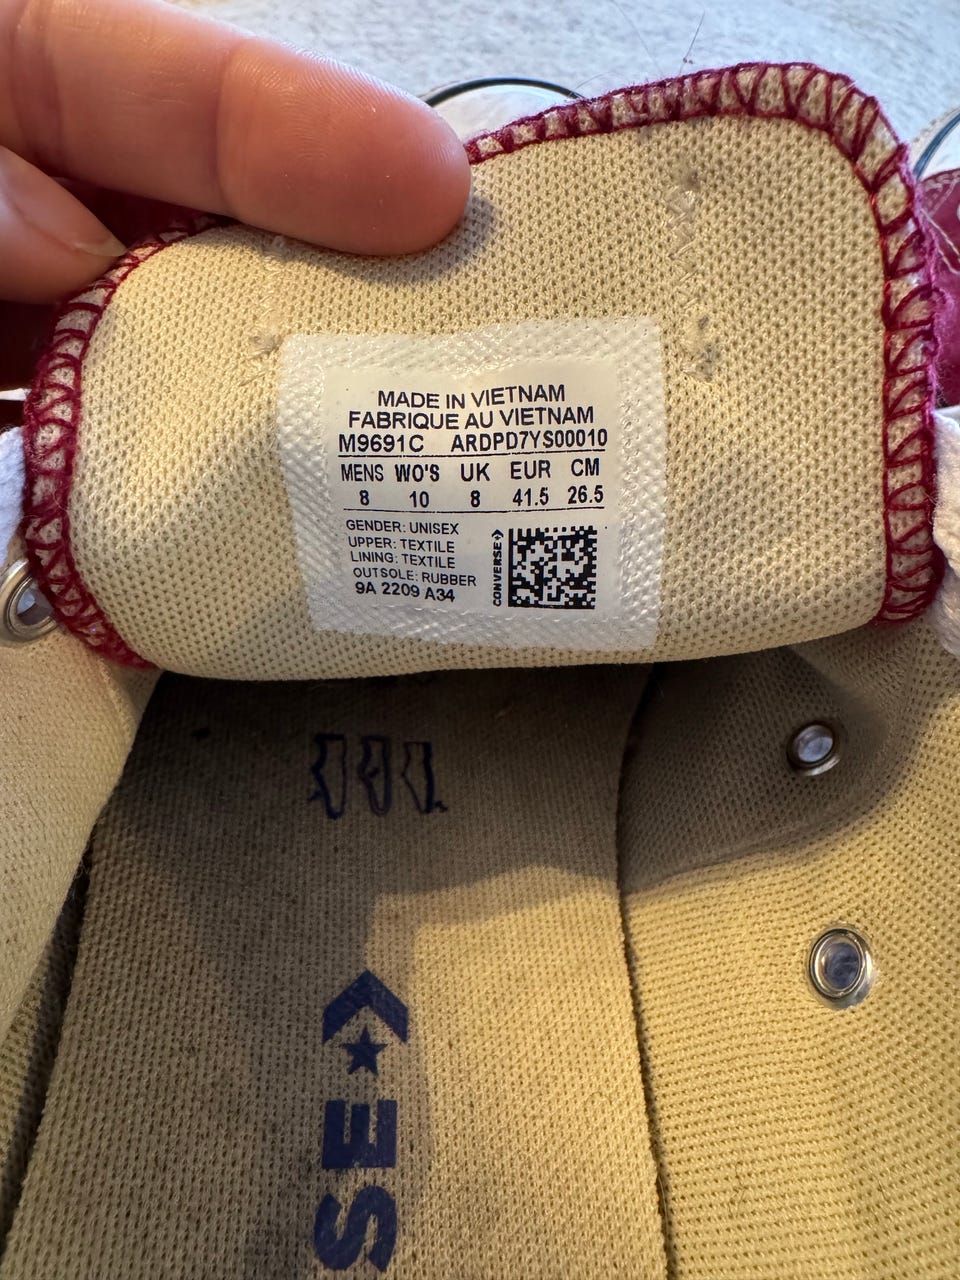 MADE IN VIETNAM
FABRIQUE AU VIETNAM
M9691C ARDPD7YS00010
MENS WO'S UK EUR CM
8 10 8 41.5 26.5
GENDER: UNISEX
UPPER: TEXTILE
LINING: TEXTILE
OUTSOLE: RUBBER
9A 2209 A34
CONVERSE
SE